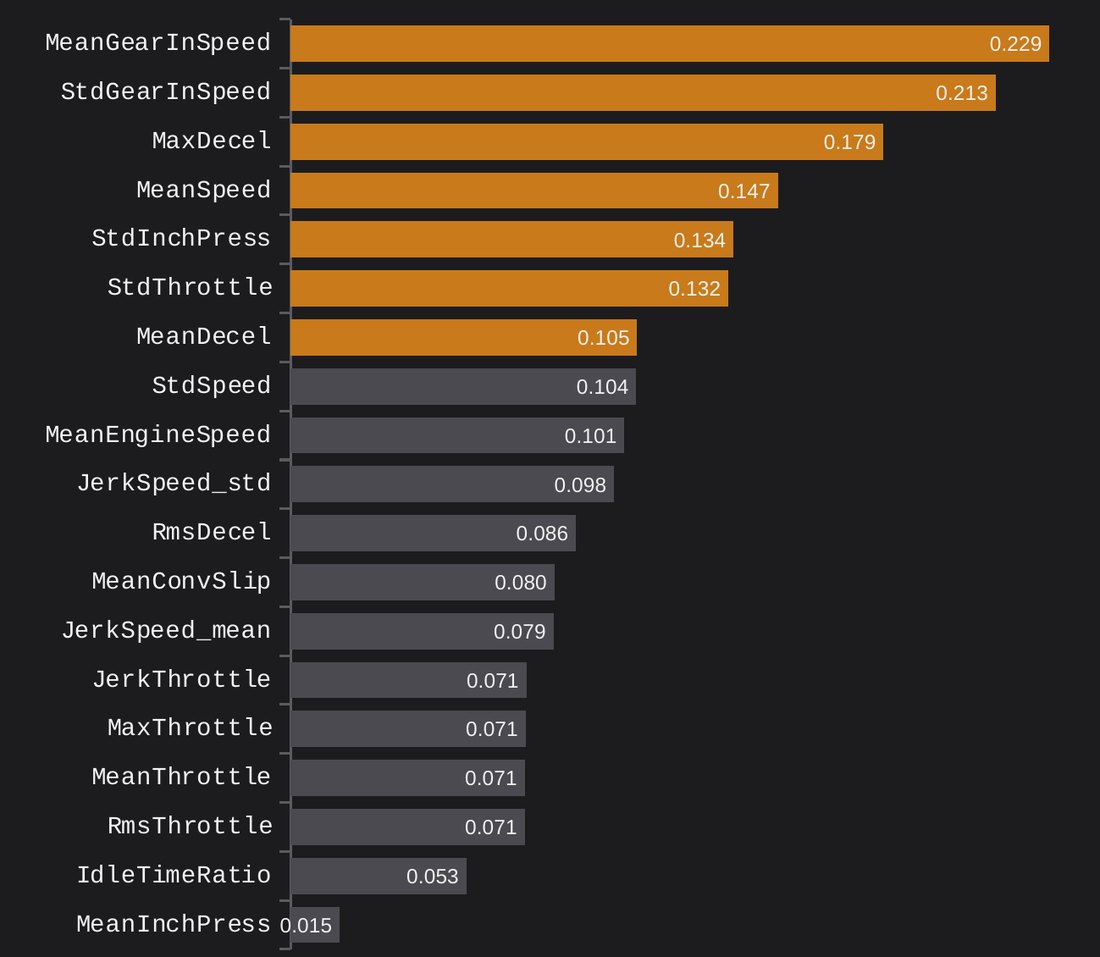 MeanGearInSpeed 0.229
StdGearInSpeed 0.213
MaxDecel 0.179
MeanSpeed 0.147
StdInchPress 0.134
StdThrottle 0.132
MeanDecel 0.105
StdSpeed 0.104
MeanEngineSpeed 0.101
JerkSpeed_std 0.098
RmsDecel 0.086
MeanConvSlip 0.080
JerkSpeed_mean 0.079
JerkThrottle 0.071
MaxThrottle 0.071
MeanThrottle 0.071
RmsThrottle 0.071
IdleTimeRatio 0.053
MeanInchPress 0.015